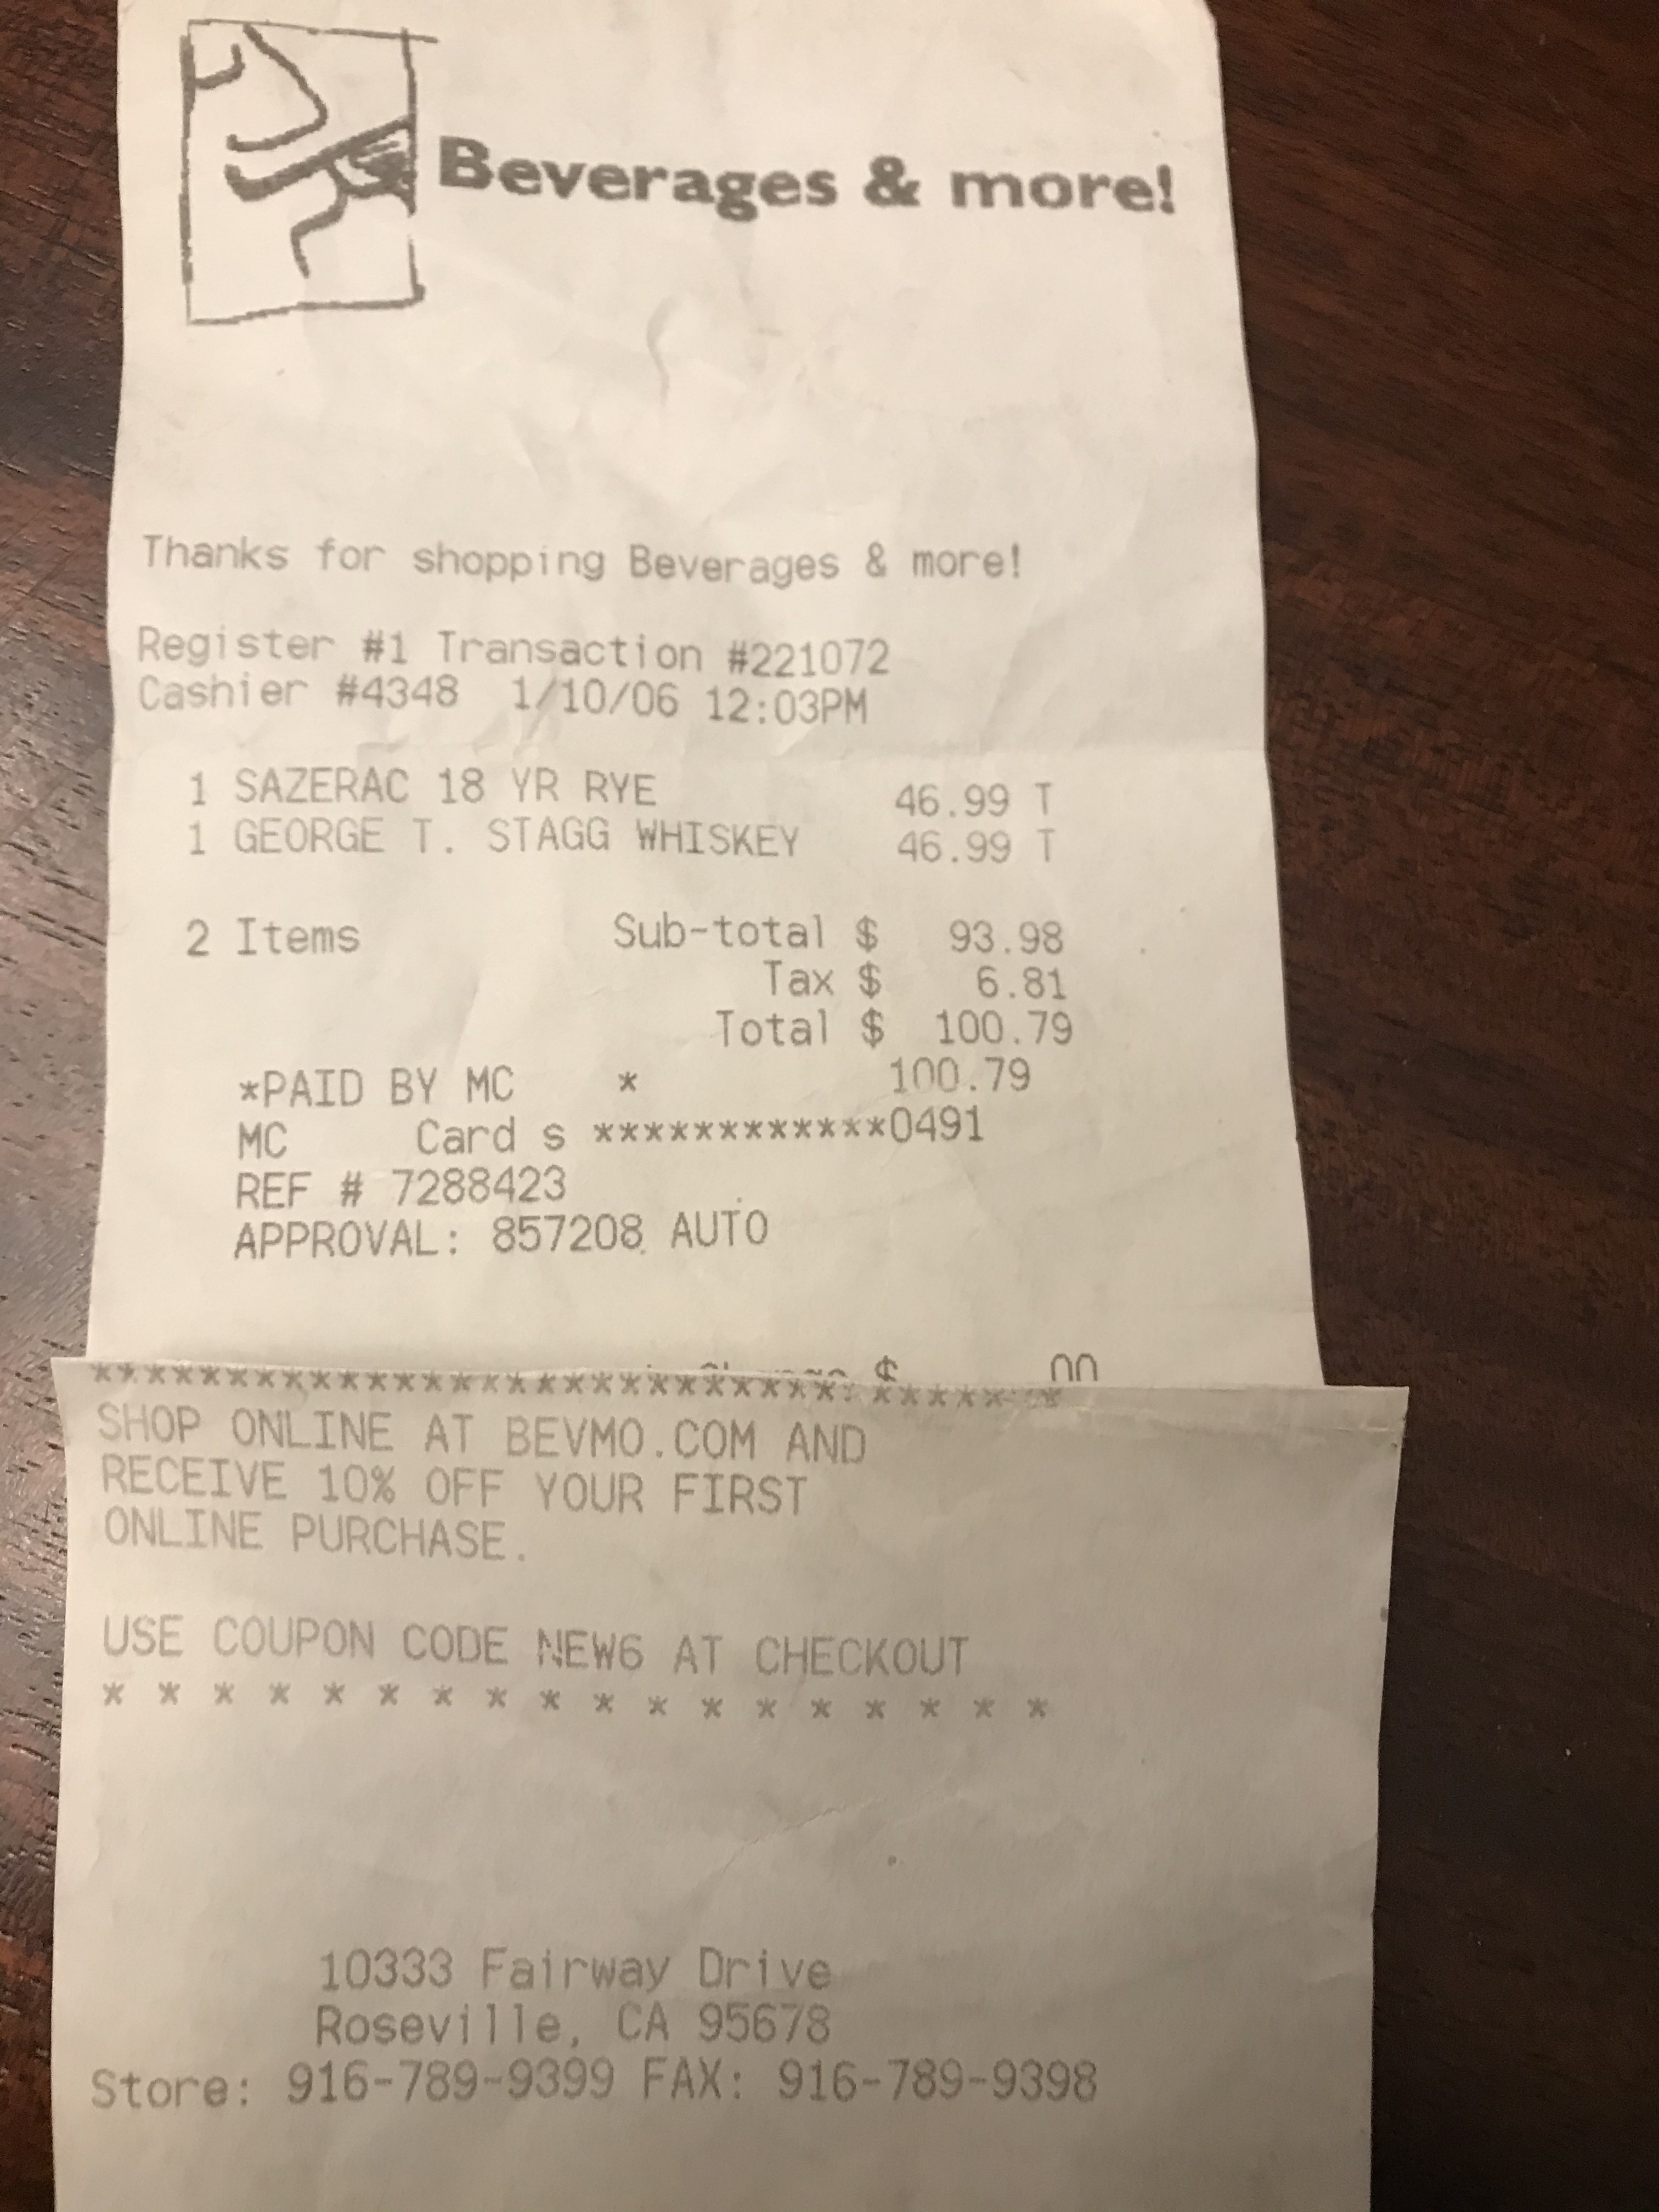 Beverages & more!
Thanks for shopping Beverages & more!
Register #1 Transaction #221072
Cashier #4348 1/10/06 12:03PM
1 SAZERAC 18 YR RYE 46.99 T
1 GEORGE T. STAGG WHISKEY 46.99 T
2 Items Sub-total $ 93.98
Tax $ 6.81
Total $ 100.79
*PAID BY MC * 100.79
MC Card s ************0491
REF # 7288423
APPROVAL: 857208 AUTO
$
SHOP ONLINE AT BEVMO.COM AND
RECEIVE 10% OFF YOUR FIRST
ONLINE PURCHASE.
USE COUPON CODE NEW6 AT CHECKOUT
* * * * * * * * * * * * * * * * * *
10333 Fairway Drive
Roseville, CA 95678
Store: 916-789-9399 FAX: 916-789-9398